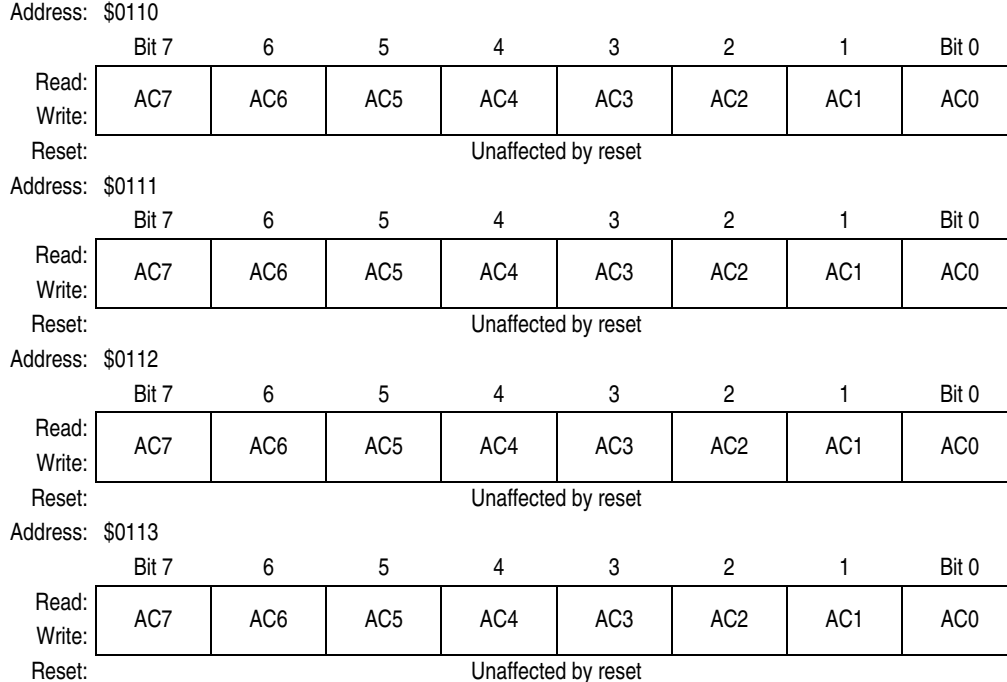 Address: $0110
Bit 7 6 5 4 3 2 1 Bit 0
Read:
AC7 AC6 AC5 AC4 AC3 AC2 AC1 AC0
Write:
Reset: Unaffected by reset
Address: $0111
Bit 7 6 5 4 3 2 1 Bit 0
Read:
AC7 AC6 AC5 AC4 AC3 AC2 AC1 AC0
Write:
Reset: Unaffected by reset
Address: $0112
Bit 7 6 5 4 3 2 1 Bit 0
Read:
AC7 AC6 AC5 AC4 AC3 AC2 AC1 AC0
Write:
Reset: Unaffected by reset
Address: $0113
Bit 7 6 5 4 3 2 1 Bit 0
Read:
AC7 AC6 AC5 AC4 AC3 AC2 AC1 AC0
Write:
Reset: Unaffected by reset